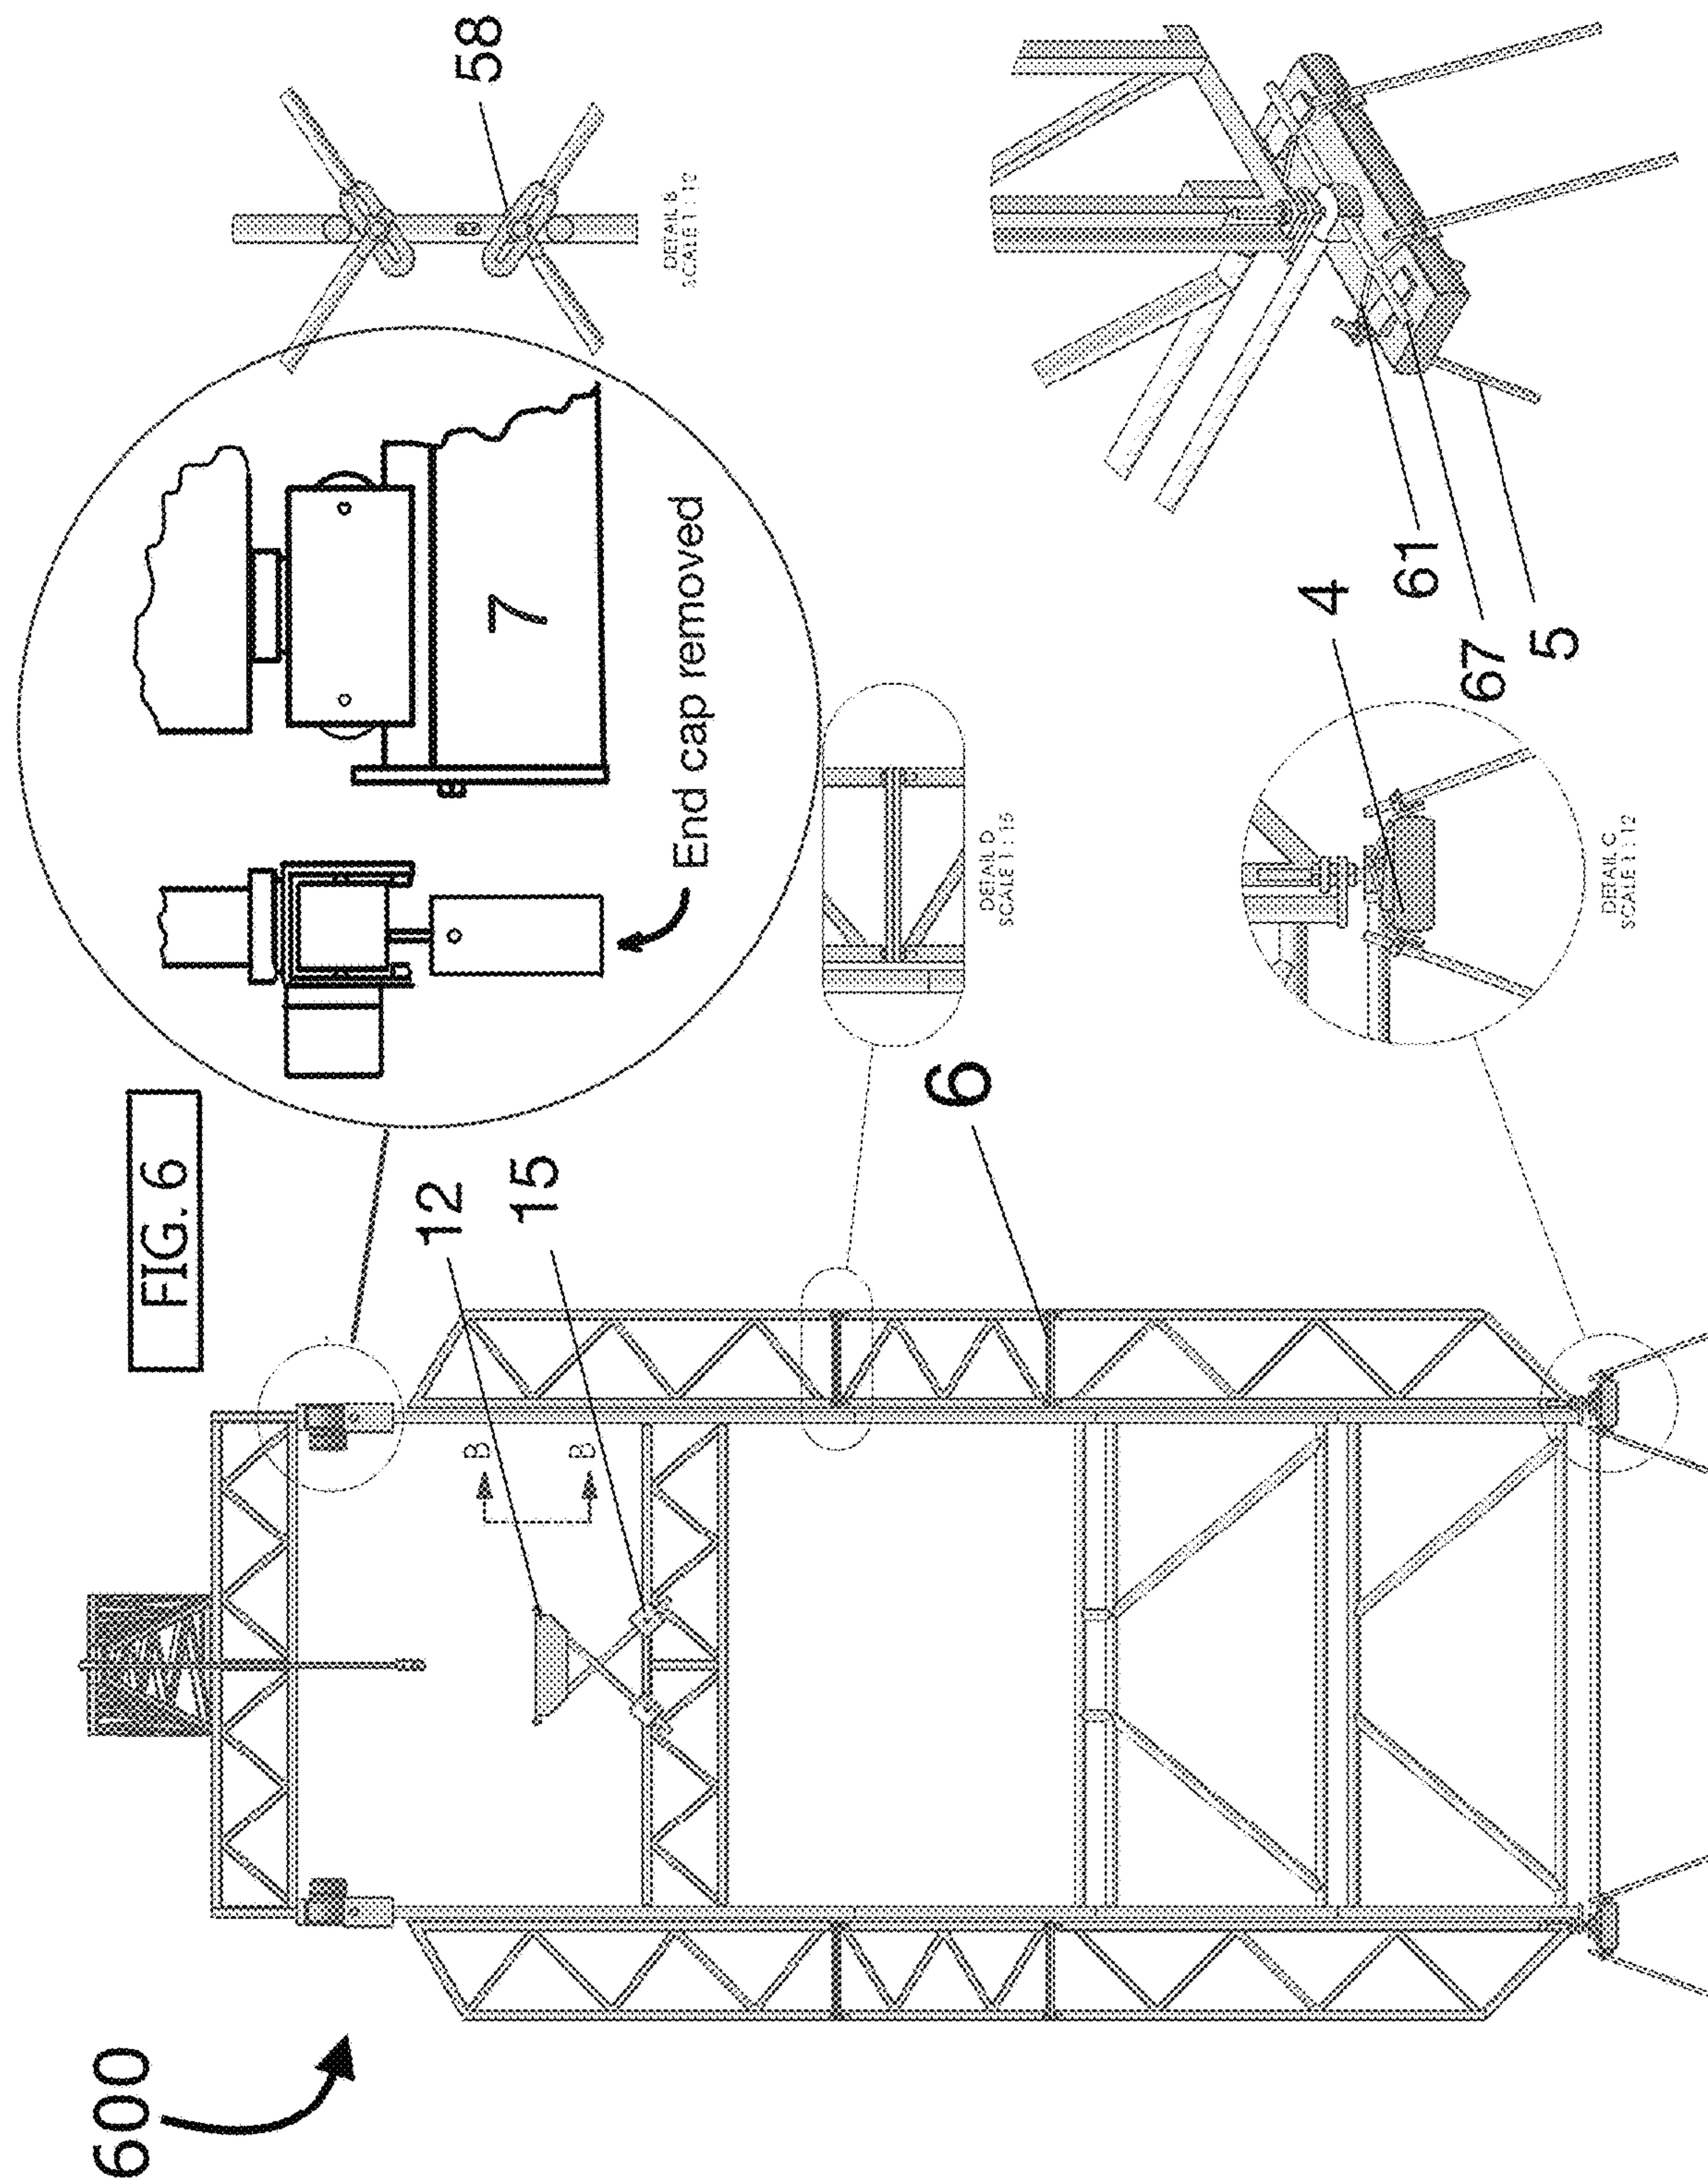 600
FIG. 6
12
15
B
B
7
End cap removed
58
DETAIL B
SCALE 1 : 12
DETAIL D
SCALE 1 : 15
6
4
61
67
5
DETAIL C
SCALE 1 : 12